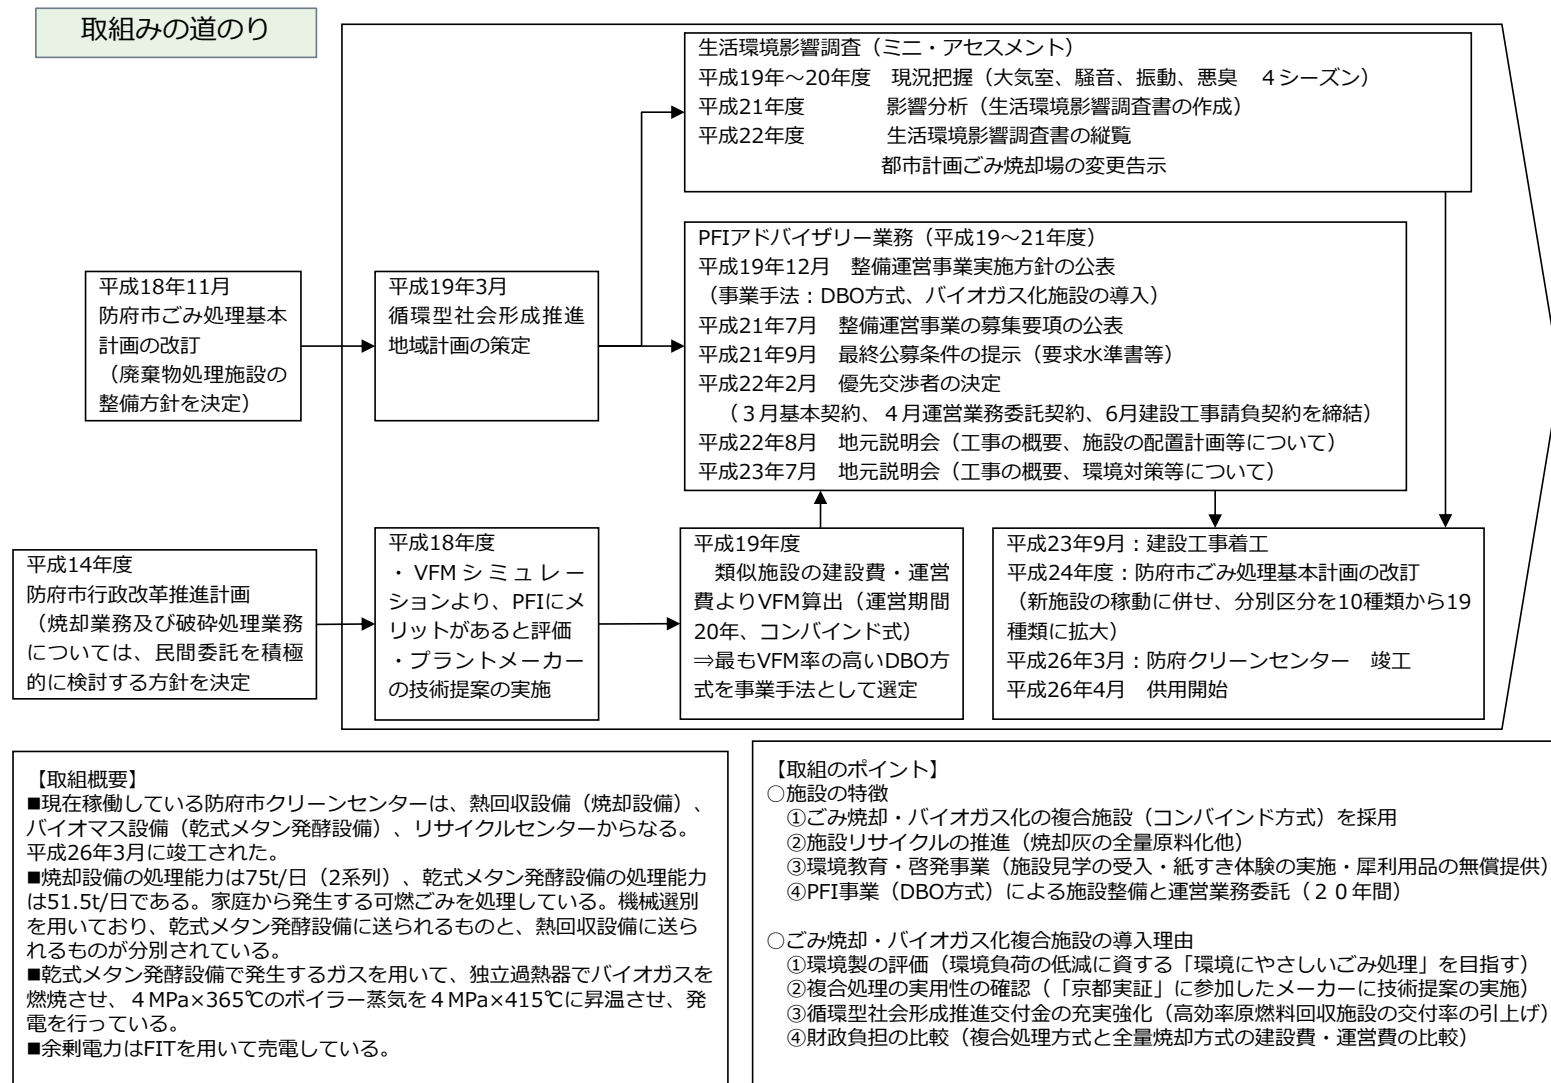 取組みの道のり
生活環境影響調査（ミニ・アセスメント）
平成19年～20年度　現況把握（大気室、騒音、振動、悪臭　４シーズン）
平成21年度　　　　影響分析（生活環境影響調査書の作成）
平成22年度　　　　生活環境影響調査書の縦覧
都市計画ごみ焼却場の変更告示
平成18年11月
防府市ごみ処理基本
計画の改訂
（廃棄物処理施設の
整備方針を決定）
平成19年3月
循環型社会形成推進
地域計画の策定
PFIアドバイザリー業務（平成19～21年度）
平成19年12月　整備運営事業実施方針の公表
（事業手法：DBO方式、バイオガス化施設の導入）
平成21年7月　整備運営事業の募集要項の公表
平成21年9月　最終公募条件の提示（要求水準書等）
平成22年2月　優先交渉者の決定
（３月基本契約、４月運営業務委託契約、6月建設工事請負契約を締結）
平成22年8月　地元説明会（工事の概要、施設の配置計画等について）
平成23年7月　地元説明会（工事の概要、環境対策等について）
平成14年度
防府市行政改革推進計画
（焼却業務及び破砕処理業務
については、民間委託を積極
的に検討する方針を決定
平成18年度
・VFMシミュレー
ションより、PFIにメ
リットがあると評価
・プラントメーカー
の技術提案の実施
平成19年度
類似施設の建設費・運営
費よりVFM算出（運営期間
20年、コンバインド式）
⇒最もVFM率の高いDBO方
式を事業手法として選定
平成23年9月：建設工事着工
平成24年度：防府市ごみ処理基本計画の改訂
（新施設の稼動に併せ、分別区分を10種類から19
種類に拡大）
平成26年3月：防府クリーンセンター　竣工
平成26年4月　供用開始
【取組概要】
■現在稼働している防府市クリーンセンターは、熱回収設備（焼却設備）、
バイオマス設備（乾式メタン発酵設備）、リサイクルセンターからなる。
平成26年3月に竣工された。
■焼却設備の処理能力は75t/日（2系列）、乾式メタン発酵設備の処理能力
は51.5t/日である。家庭から発生する可燃ごみを処理している。機械選別
を用いており、乾式メタン発酵設備に送られるものと、熱回収設備に送ら
れるものが分別されている。
■乾式メタン発酵設備で発生するガスを用いて、独立過熱器でバイオガスを
燃焼させ、４MPa×365℃のボイラー蒸気を４MPa×415℃に昇温させ、発
電を行っている。
■余剰電力はFITを用いて売電している。
【取組のポイント】
○施設の特徴
①ごみ焼却・バイオガス化の複合施設（コンバインド方式）を採用
②施設リサイクルの推進（焼却灰の全量原料化他）
③環境教育・啓発事業（施設見学の受入・紙すき体験の実施・犀利用品の無償提供）
④PFI事業（DBO方式）による施設整備と運営業務委託（２０年間）
○ごみ焼却・バイオガス化複合施設の導入理由
①環境製の評価（環境負荷の低減に資する「環境にやさしいごみ処理」を目指す）
②複合処理の実用性の確認（「京都実証」に参加したメーカーに技術提案の実施）
③循環型社会形成推進交付金の充実強化（高効率原燃料回収施設の交付率の引上げ）
④財政負担の比較（複合処理方式と全量焼却方式の建設費・運営費の比較）